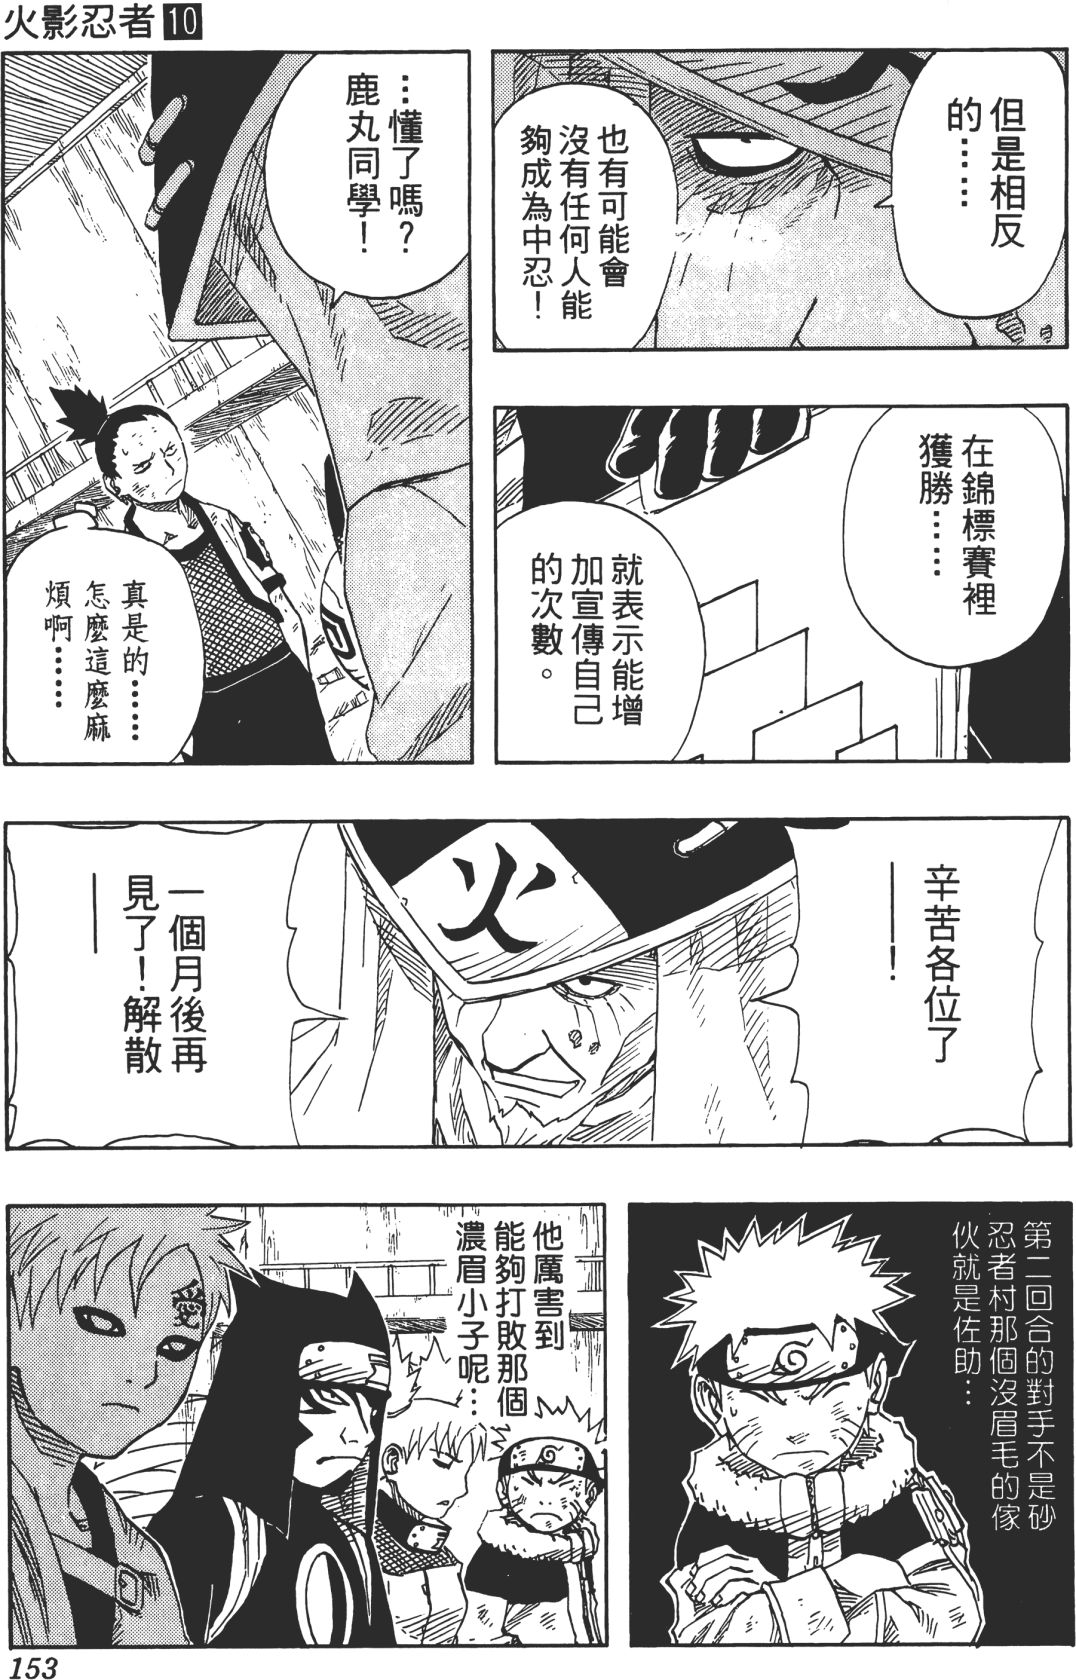 火影忍者 10
但是相反
的……
也有可能會
沒有任何人能
夠成為中忍！
…懂了嗎？
鹿丸同學！
在錦標賽裡
獲勝……
就表示能增
加宣傳自己
的次數。
真是的……
怎麼這麼麻
煩啊……
火
辛苦各位了
——！
一個月後再
見了！解散
——
第二回合的對手不是砂
忍者村那個沒眉毛的傢
伙就是佐助…
他厲害到
能夠打敗那個
濃眉小子呢…
愛
153